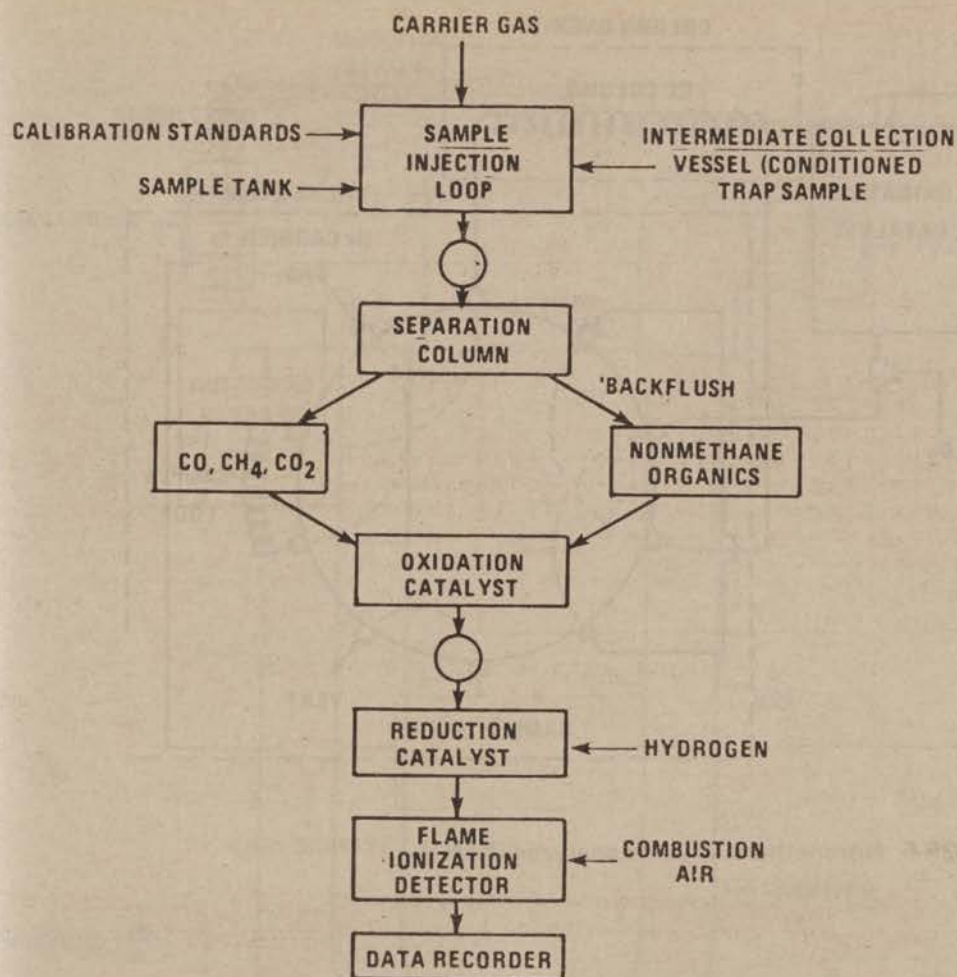 CARRIER GAS
CALIBRATION STANDARDS
SAMPLE TANK
SAMPLE
INJECTION
LOOP
INTERMEDIATE COLLECTION
VESSEL (CONDITIONED
TRAP SAMPLE
SEPARATION
COLUMN
'BACKFLUSH
CO, CH4, CO2
NONMETHANE
ORGANICS
OXIDATION
CATALYST
REDUCTION
CATALYST
HYDROGEN
FLAME
IONIZATION
DETECTOR
COMBUSTION
AIR
DATA RECORDER